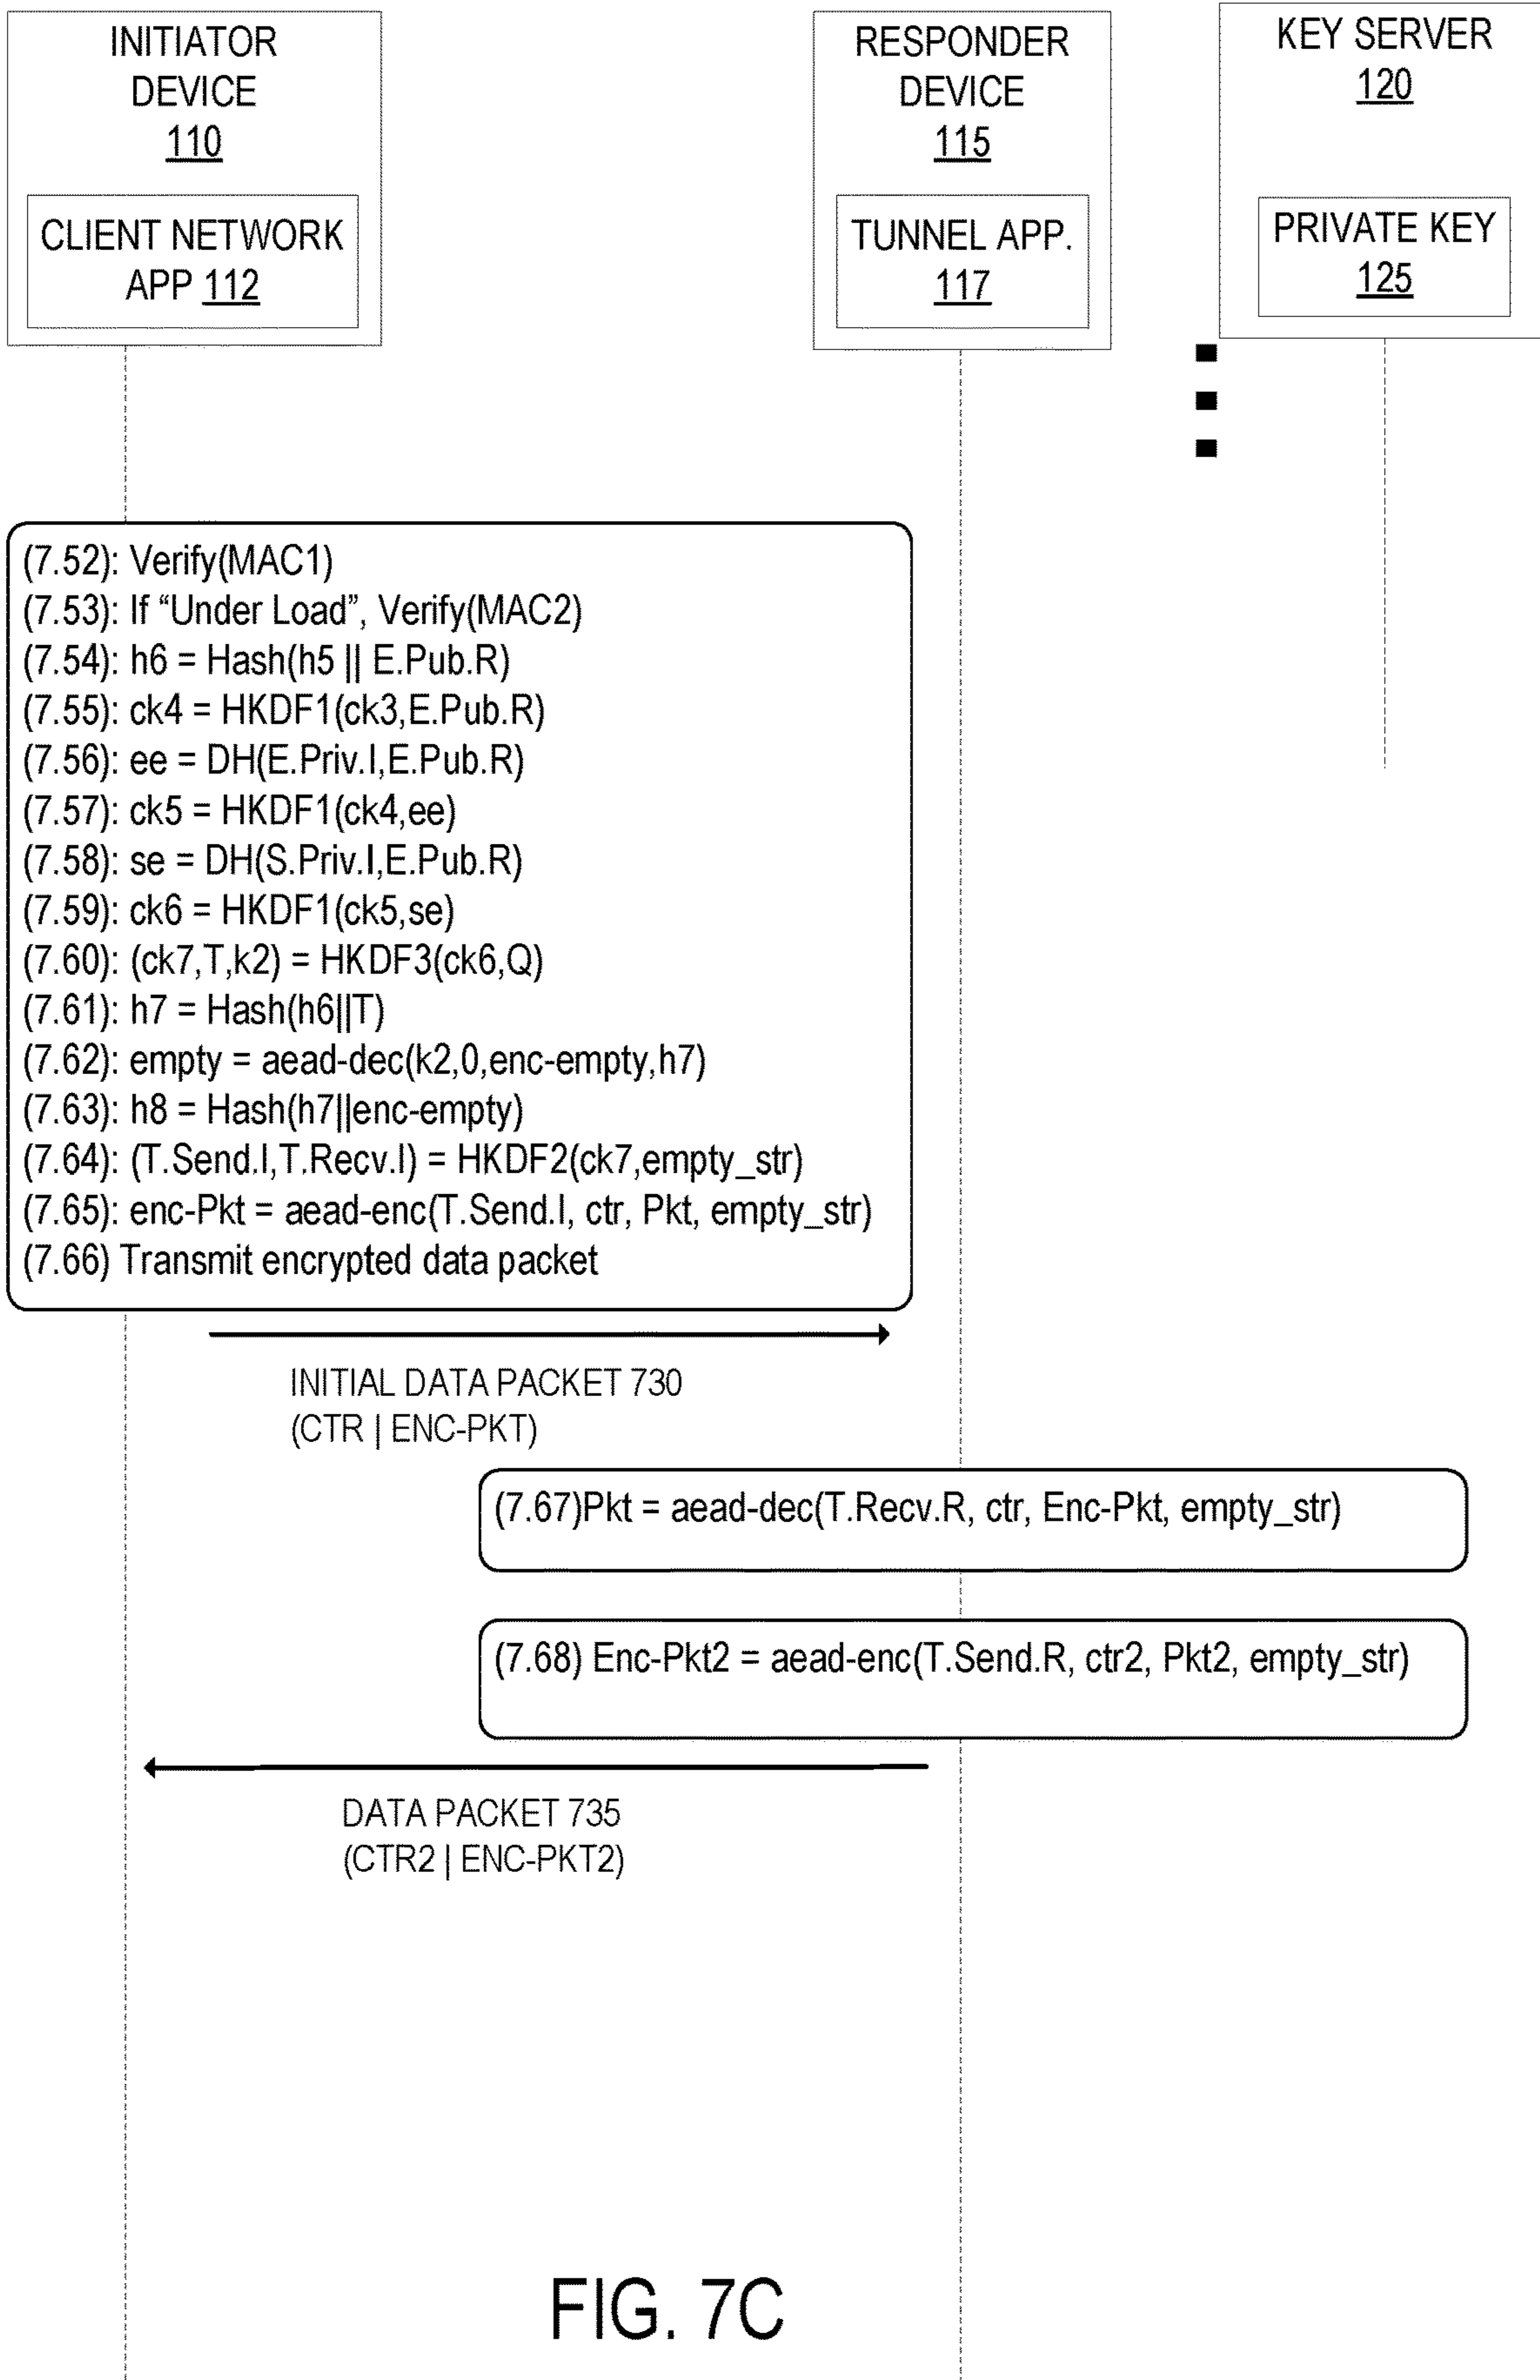 INITIATOR
DEVICE
110
CLIENT NETWORK
APP 112
RESPONDER
DEVICE
115
TUNNEL APP.
117
KEY SERVER
120
PRIVATE KEY
125
(7.52): Verify(MAC1)
(7.53): If “Under Load”, Verify(MAC2)
(7.54): h6 = Hash(h5 || E.Pub.R)
(7.55): ck4 = HKDF1(ck3,E.Pub.R)
(7.56): ee = DH(E.Priv.I,E.Pub.R)
(7.57): ck5 = HKDF1(ck4,ee)
(7.58): se = DH(S.Priv.I,E.Pub.R)
(7.59): ck6 = HKDF1(ck5,se)
(7.60): (ck7,T,k2) = HKDF3(ck6,Q)
(7.61): h7 = Hash(h6||T)
(7.62): empty = aead-dec(k2,0,enc-empty,h7)
(7.63): h8 = Hash(h7||enc-empty)
(7.64): (T.Send.I,T.Recv.I) = HKDF2(ck7,empty_str)
(7.65): enc-Pkt = aead-enc(T.Send.I, ctr, Pkt, empty_str)
(7.66) Transmit encrypted data packet
INITIAL DATA PACKET 730
(CTR | ENC-PKT)
(7.67)Pkt = aead-dec(T.Recv.R, ctr, Enc-Pkt, empty_str)
(7.68) Enc-Pkt2 = aead-enc(T.Send.R, ctr2, Pkt2, empty_str)
DATA PACKET 735
(CTR2 | ENC-PKT2)
FIG. 7C